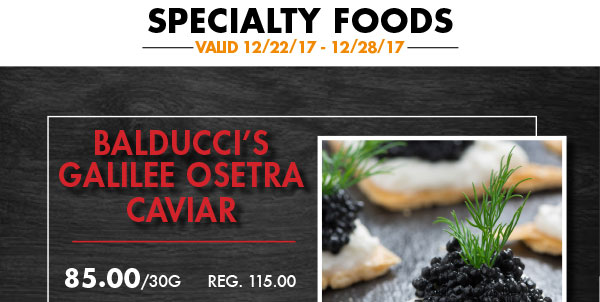 SPECIALTY FOODS
VALID 12/22/17 - 12/28/17
BALDUCCI'S
GALILEE OSETRA
CAVIAR
85.00/30G REG. 115.00